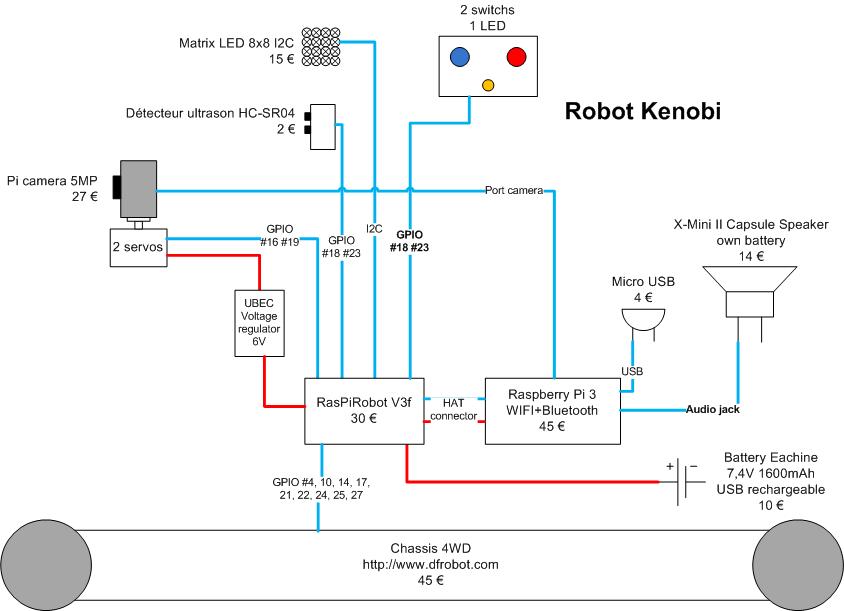 2 switchs
1 LED
Matrix LED 8x8 I2C
15 €
Robot Kenobi
Détecteur ultrason HC-SR04
2 €
Pi camera 5MP
27 €
Port camera
2 servos
GPIO
#16 #19
GPIO
#18 #23
I2C
GPIO
#18 #23
X-Mini II Capsule Speaker
own battery
14 €
Micro USB
4 €
UBEC
Voltage
regulator
6V
USB
RasPiRobot V3f
30 €
HAT
connector
Raspberry Pi 3
WIFI+Bluetooth
45 €
Audio jack
+
−
Battery Eachine
7,4V 1600mAh
USB rechargeable
10 €
GPIO #4, 10, 14, 17,
21, 22, 24, 25, 27
Chassis 4WD
http://www.dfrobot.com
45 €